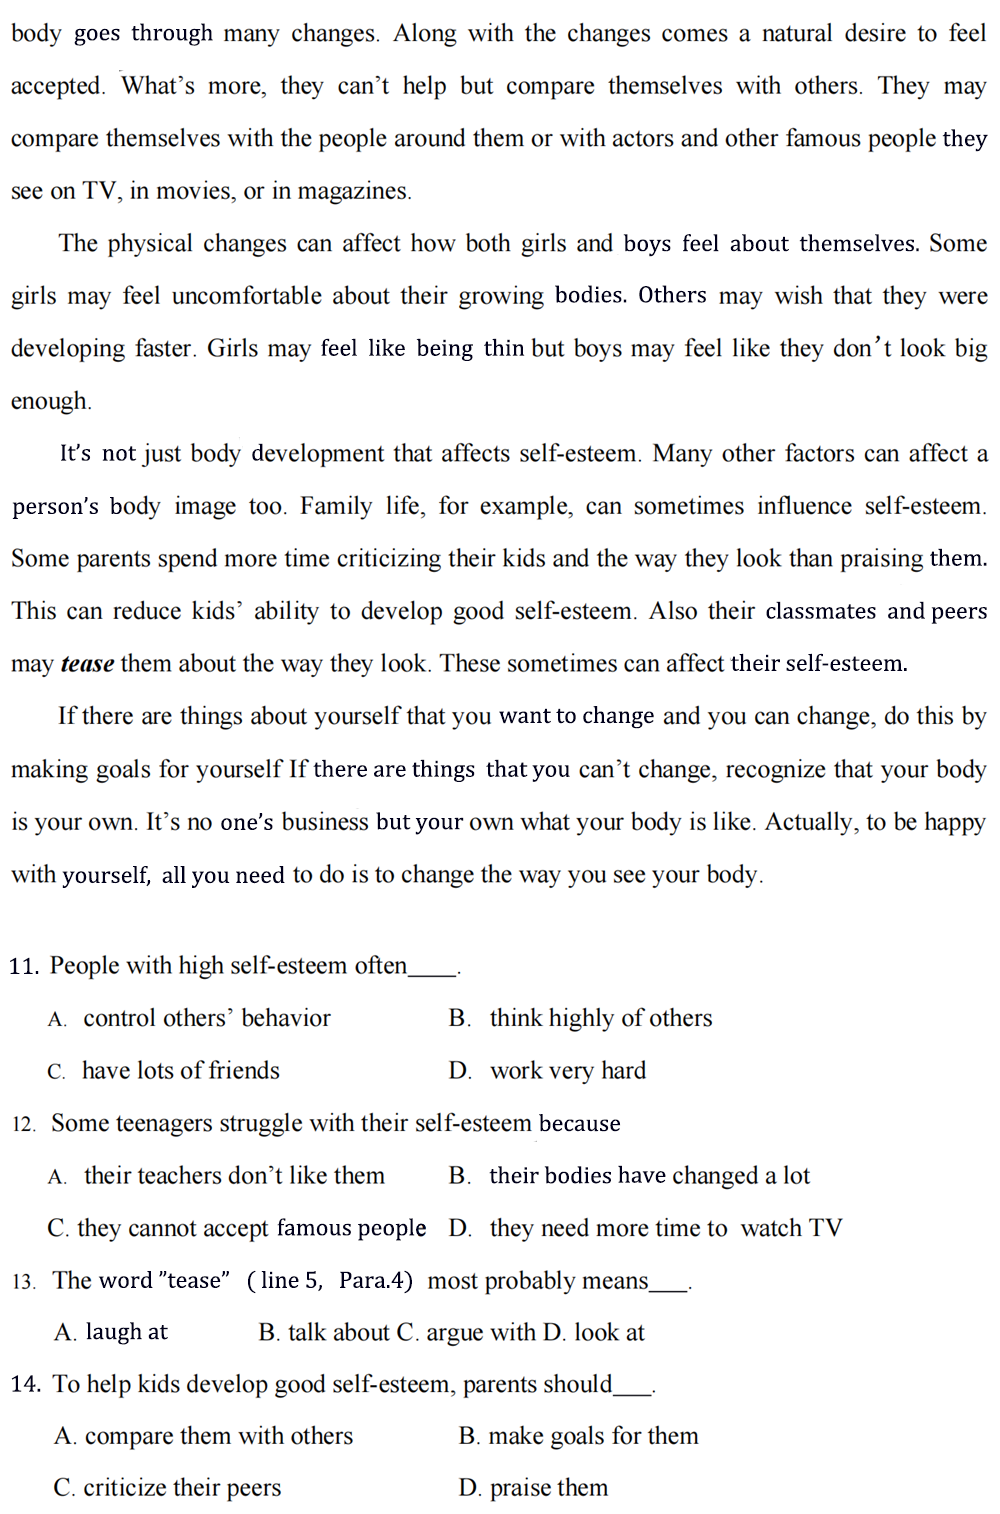 body goes through many changes. Along with the changes comes a natural desire to feel
accepted. What's more, they can't help but compare themselves with others. They may
compare themselves with the people around them or with actors and other famous people they
see on TV, in movies, or in magazines.
The physical changes can affect how both girls and boys feel about themselves. Some
girls may feel uncomfortable about their growing bodies. Others may wish that they were
developing faster. Girls may feel like being thin but boys may feel like they don't look big
enough.
It's not just body development that affects self-esteem. Many other factors can affect a
person's body image too. Family life, for example, can sometimes influence self-esteem.
Some parents spend more time criticizing their kids and the way they look than praising them.
This can reduce kids' ability to develop good self-esteem. Also their classmates and peers
may tease them about the way they look. These sometimes can affect their self-esteem.
If there are things about yourself that you want to change and you can change, do this by
making goals for yourself If there are things that you can't change, recognize that your body
is your own. It's no one's business but your own what your body is like. Actually, to be happy
with yourself, all you need to do is to change the way you see your body.
11. People with high self-esteem often____.
A. control others' behavior B. think highly of others
C. have lots of friends D. work very hard
12. Some teenagers struggle with their self-esteem because
A. their teachers don't like them B. their bodies have changed a lot
C. they cannot accept famous people D. they need more time to watch TV
13. The word "tease" ( line 5, Para.4) most probably means___.
A. laugh at B. talk about C. argue with D. look at
14. To help kids develop good self-esteem, parents should___.
A. compare them with others B. make goals for them
C. criticize their peers D. praise them